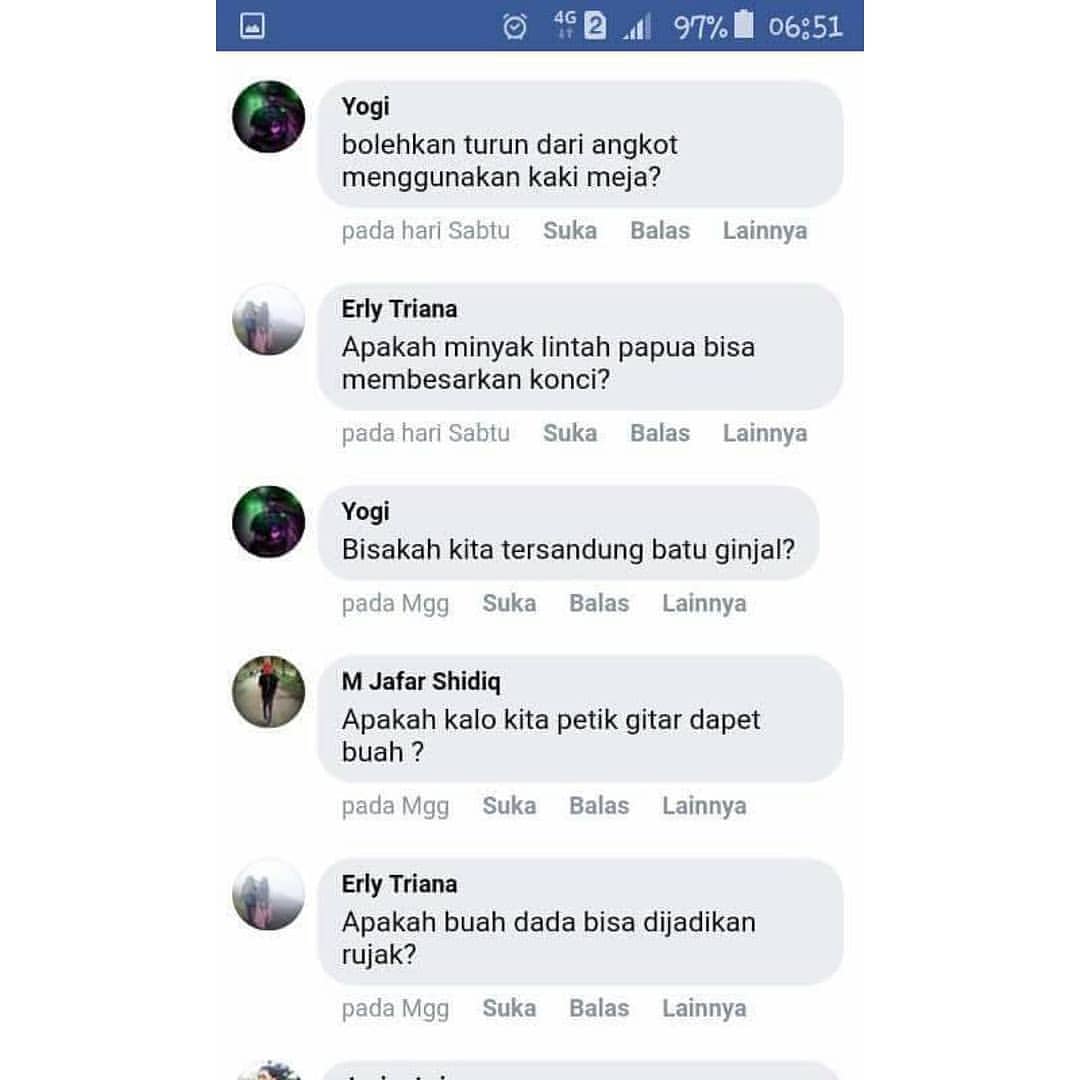 4G 2 97% 06:51
Yogi
bolehkan turun dari angkot
menggunakan kaki meja?
pada hari Sabtu Suka Balas Lainnya
Erly Triana
Apakah minyak lintah papua bisa
membesarkan konci?
pada hari Sabtu Suka Balas Lainnya
Yogi
Bisakah kita tersandung batu ginjal?
pada Mgg Suka Balas Lainnya
M Jafar Shidiq
Apakah kalo kita petik gitar dapet
buah ?
pada Mgg Suka Balas Lainnya
Erly Triana
Apakah buah dada bisa dijadikan
rujak?
pada Mgg Suka Balas Lainnya